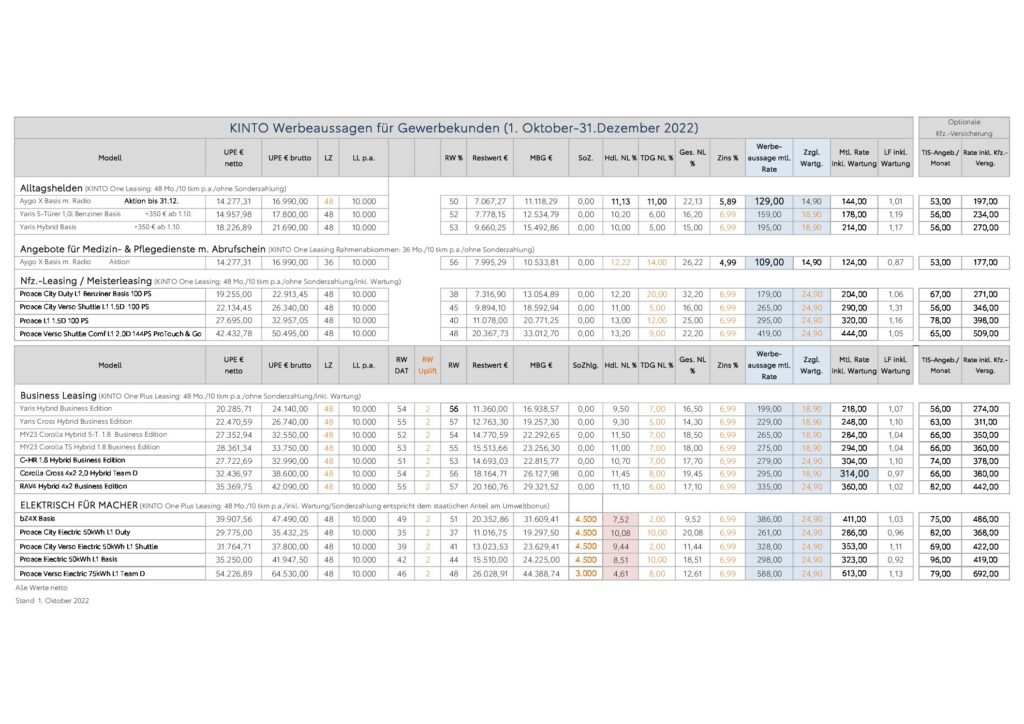 KINTO Werbeaussagen für Gewerbekunden (1. Oktober-31.Dezember 2022) Optionale Kfz.-Versicherung
Modell UPE € netto UPE € brutto LZ LL p.a. RW % Restwert € MBG € SoZ. Hdl. NL % TDG NL % Ges. NL % Zins % Werbe-aussage mtl. Rate Zzgl. Wartg. Mtl. Rate inkl. Wartung LF inkl. Wartung TIS-Angeb./ Monat Rate inkl. Kfz.-Versg.
Alltagshelden (KINTO One Leasing: 48 Mo./10 tkm p.a./ohne Sonderzahlung)
Aygo X Basis m. Radio Aktion bis 31.12. 14.277,31 16.990,00 48 10.000 50 7.067,27 11.118,29 0,00 11,13 11,00 22,13 5,89 129,00 14,90 144,00 1,01 53,00 197,00
Yaris 5-Türer 1,0l Benziner Basis +350 € ab 1.10. 14.957,98 17.800,00 48 10.000 52 7.778,15 12.534,79 0,00 10,20 6,00 16,20 6,99 159,00 18,90 178,00 1,19 56,00 234,00
Yaris Hybrid Basis +350 € ab 1.10. 18.226,89 21.690,00 48 10.000 53 9.660,25 15.492,86 0,00 10,00 5,00 15,00 6,99 195,00 18,90 214,00 1,17 56,00 270,00
Angebote für Medizin- & Pflegedienste m. Abrufschein (KINTO One Leasing Rahmenabkommen: 36 Mo./10 tkm p.a./ohne Sonderzahlung)
Aygo X Basis m. Radio Aktion 14.277,31 16.990,00 36 10.000 56 7.995,29 10.533,81 0,00 12,22 14,00 26,22 4,99 109,00 14,90 124,00 0,87 53,00 177,00
Nfz.-Leasing / Meisterleasing (KINTO One Leasing: 48 Mo./10 tkm p.a./ohne Sonderzahlung/inkl. Wartung)
Proace City Duty L1 Benziner Basis 100 PS 19.255,00 22.913,45 48 10.000 38 7.316,90 13.054,89 0,00 12,20 20,00 32,20 6,99 179,00 24,90 204,00 1,06 67,00 271,00
Proace City Verso Shuttle L1 1.5D 100 PS 22.134,45 26.340,00 48 10.000 45 9.894,10 18.592,94 0,00 11,00 5,00 16,00 6,99 265,00 24,90 290,00 1,31 56,00 346,00
Proace L1 1,5D 100 PS 27.695,00 32.957,05 48 10.000 40 11.078,00 20.771,25 0,00 13,00 12,00 25,00 6,99 295,00 24,90 320,00 1,16 78,00 398,00
Proace Verso Shuttle Comf L1 2.0D 144PS ProTouch & Go 42.432,78 50.495,00 48 10.000 48 20.367,73 33.012,70 0,00 13,20 9,00 22,20 6,99 419,00 24,90 444,00 1,05 65,00 509,00
Modell UPE € netto UPE € brutto LZ LL p.a. RW DAT RW Uplift RW Restwert € MBG € SoZhlg. Hdl. NL % TDG NL % Ges. NL % Zins % Werbe-aussage mtl. Rate Zzgl. Wartg. Mtl. Rate inkl. Wartung LF inkl. Wartung TIS-Angeb./ Monat Rate inkl. Kfz.-Versg.
Business Leasing (KINTO One Plus Leasing: 48 Mo./10 tkm p.a./ohne Sonderzahlung/inkl. Wartung)
Yaris Hybrid Business Edition 20.285,71 24.140,00 48 10.000 54 2 56 11.360,00 16.938,57 0,00 9,50 7,00 16,50 6,99 199,00 18,90 218,00 1,07 56,00 274,00
Yaris Cross Hybrid Business Edition 22.470,59 26.740,00 48 10.000 55 2 57 12.763,30 19.257,30 0,00 9,30 5,00 14,30 6,99 229,00 18,90 248,00 1,10 63,00 311,00
MY23 Corolla Hybrid 5-T. 1.8 Business Edition 27.352,94 32.550,00 48 10.000 52 2 54 14.770,59 22.292,65 0,00 11,50 7,00 18,50 6,99 265,00 18,90 284,00 1,04 66,00 350,00
MY23 Corolla TS Hybrid 1.8 Business Edition 28.361,34 33.750,00 48 10.000 53 2 55 15.513,66 23.256,30 0,00 11,00 7,00 18,00 6,99 275,00 18,90 294,00 1,04 66,00 360,00
C-HR 1.8 Hybrid Business Edition 27.722,69 32.990,00 48 10.000 51 2 53 14.693,03 22.815,77 0,00 10,70 7,00 17,70 6,99 279,00 24,90 304,00 1,10 74,00 378,00
Corolla Cross 4x2 2,0 Hybrid Team D 32.436,97 38.600,00 48 10.000 54 2 56 18.164,71 26.127,98 0,00 11,45 8,00 19,45 6,99 295,00 18,90 314,00 0,97 66,00 380,00
RAV4 Hybrid 4x2 Business Edition 35.369,75 42.090,00 48 10.000 55 2 57 20.160,76 29.321,52 0,00 11,10 6,00 17,10 6,99 335,00 24,90 360,00 1,02 82,00 442,00
ELEKTRISCH FÜR MACHER (KINTO One Plus Leasing: 48 Mo./10 tkm p.a./inkl. Wartung/Sonderzahlung entspricht dem staatlichen Anteil am Umweltbonus)
bZ4X Basis 39.907,56 47.490,00 48 10.000 49 2 51 20.352,86 31.609,41 4.500 7,52 2,00 9,52 6,99 386,00 24,90 411,00 1,03 75,00 486,00
Proace City Electric 50kWh L1 Duty 29.775,00 35.432,25 48 10.000 35 2 37 11.016,75 19.297,50 4.500 10,08 10,00 20,08 6,99 261,00 24,90 286,00 0,96 82,00 368,00
Proace City Verso Electric 50kWh L1 Shuttle 31.764,71 37.800,00 48 10.000 39 2 41 13.023,53 23.629,41 4.500 9,44 2,00 11,44 6,99 328,00 24,90 353,00 1,11 69,00 422,00
Proace Electric 50kWh L1 Basis 35.250,00 41.947,50 48 10.000 42 2 44 15.510,00 24.225,00 4.500 8,51 10,00 18,51 6,99 298,00 24,90 323,00 0,92 96,00 419,00
Proace Verso Electric 75kWh L1 Team D 54.226,89 64.530,00 48 10.000 46 2 48 26.028,91 44.388,74 3.000 4,61 8,00 12,61 6,99 588,00 24,90 613,00 1,13 79,00 692,00
Alle Werte netto
Stand 1. Oktober 2022